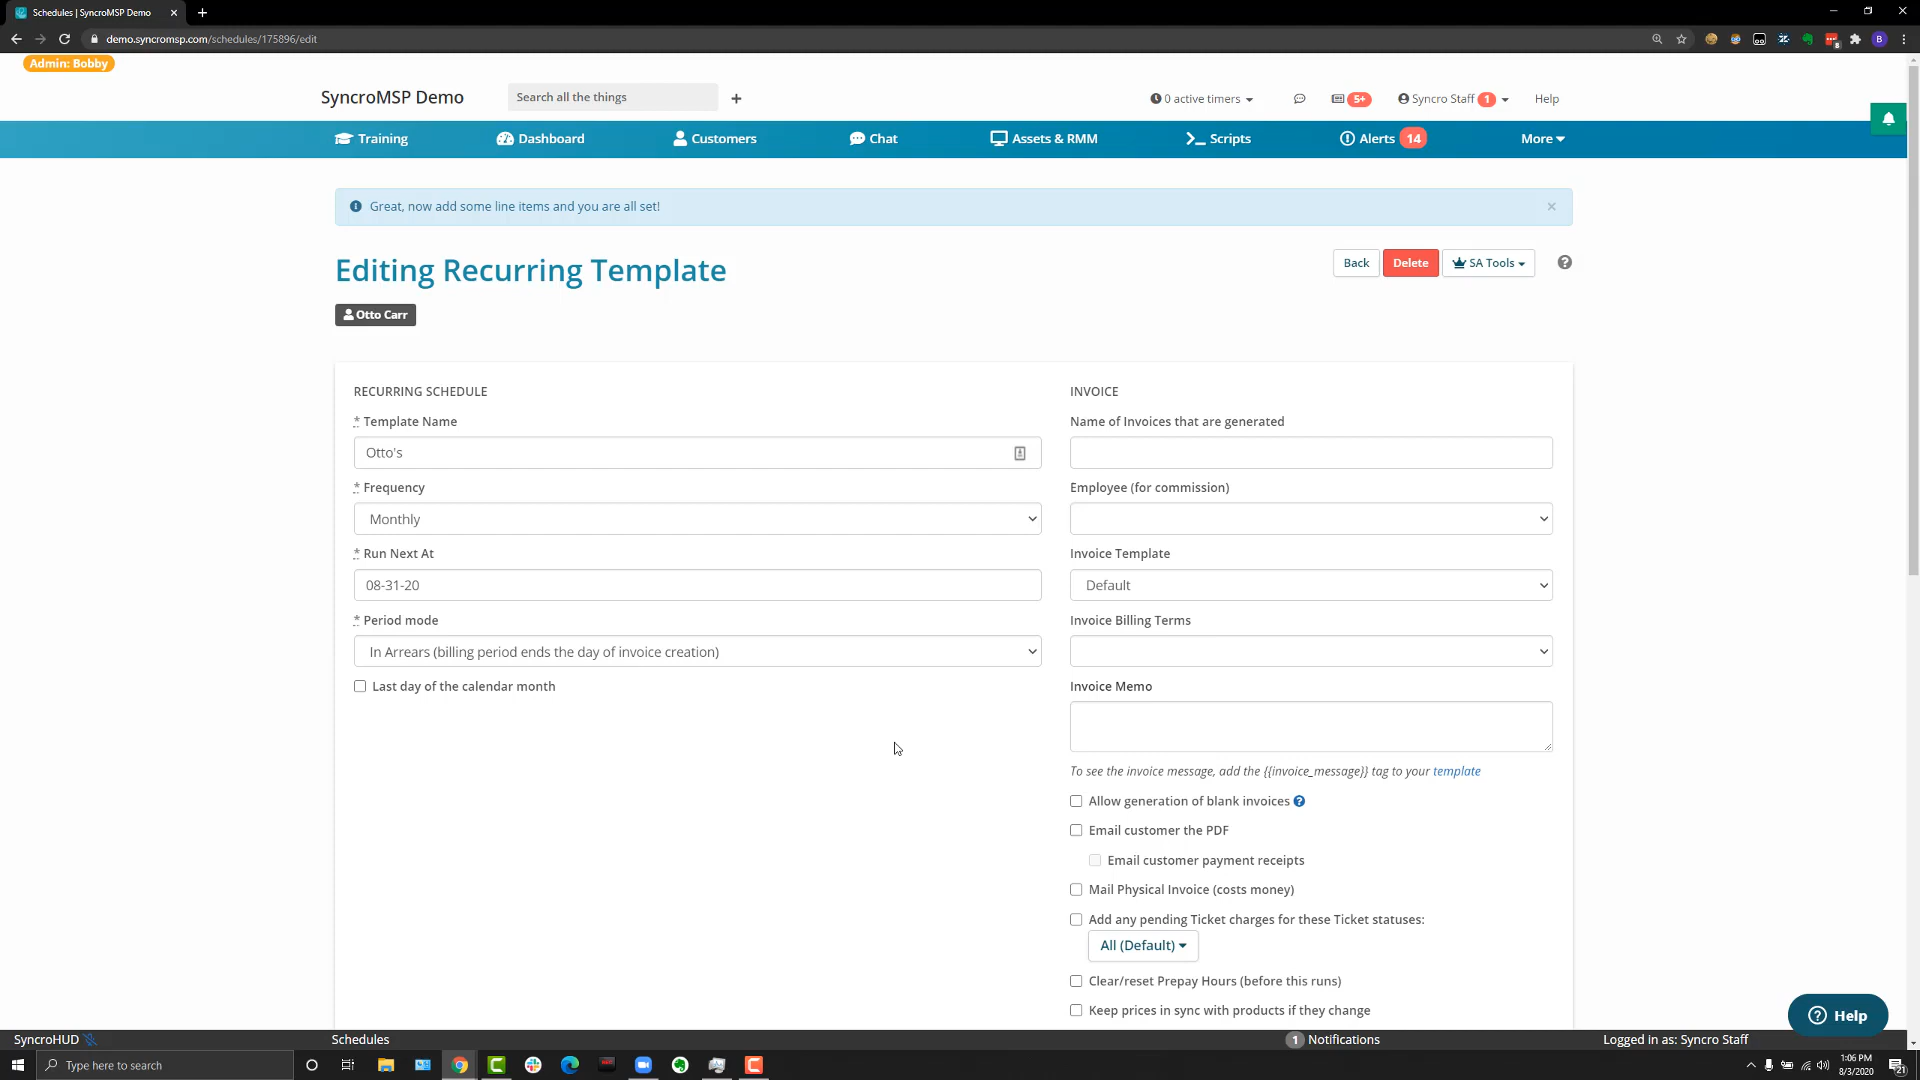 Schedules | SyncroMSP Demo
demo.syncromsp.com/schedules/175896/edit
Admin: Bobby
SyncroMSP Demo
Search all the things
0 active timers
5+
Syncro Staff 1
Help
Training
Dashboard
Customers
Chat
Assets & RMM
Scripts
Alerts 14
More
Great, now add some line items and you are all set!
Editing Recurring Template
Back
Delete
SA Tools
Otto Carr
RECURRING SCHEDULE
* Template Name
Otto's
* Frequency
Monthly
* Run Next At
08-31-20
* Period mode
In Arrears (billing period ends the day of invoice creation)
Last day of the calendar month
INVOICE
Name of Invoices that are generated
Employee (for commission)
Invoice Template
Default
Invoice Billing Terms
Invoice Memo
To see the invoice message, add the {{invoice_message}} tag to your template
Allow generation of blank invoices
Email customer the PDF
Email customer payment receipts
Mail Physical Invoice (costs money)
Add any pending Ticket charges for these Ticket statuses:
All (Default)
Clear/reset Prepay Hours (before this runs)
Keep prices in sync with products if they change
Help
SyncroHUD
Schedules
1 Notifications
Logged in as: Syncro Staff
Type here to search
1:06 PM
8/3/2020
21